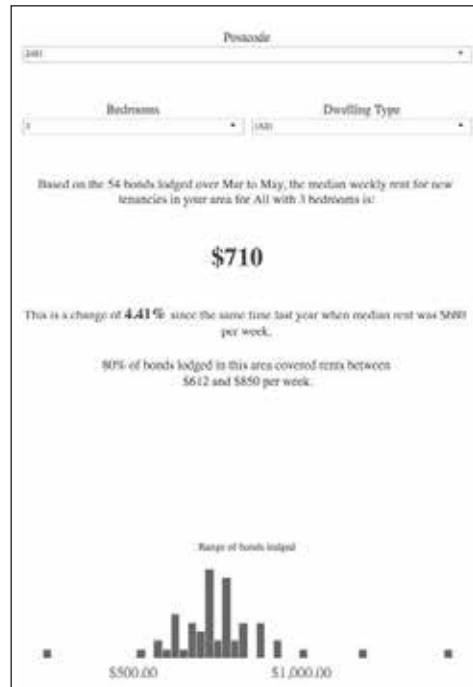 Postcode
Bedrooms
Dwelling Type
3
(All)
Based on the 54 bonds lodged over Mar to May, the median weekly rent for new
tenancies in your area for All with 3 bedrooms is:
$710
This is a change of 4.41% since the same time last year when median rent was $680
per week.
80% of bonds lodged in this area covered rents between
$612 and $850 per week.
Range of bonds lodged
$500.00
$1,000.00